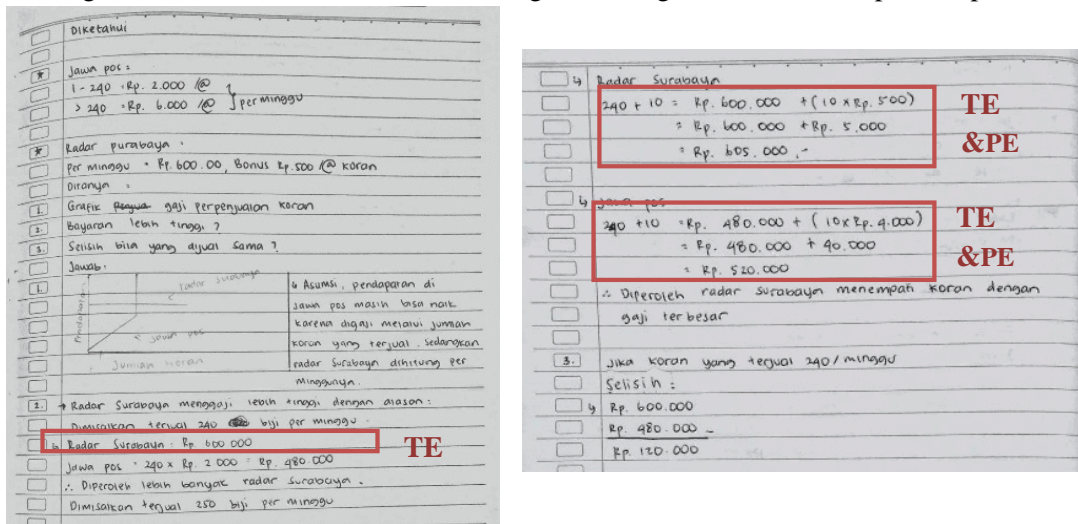 Diketahui
* Jawa pos :
1 - 240 : Rp. 2.000 /@
> 240 : Rp. 6.000 /@ } per minggu
* Radar purabaya :
Per minggu = Rp. 600.00, Bonus Rp. 500 /@ koran
Ditanya :
1. Grafik gaji perpenjualan koran
2. Bayaran lebih tinggi ?
3. Selisih bila yang dijual sama ?
Jawab :
1.
Pendapatan
Radar Surabaya
Jawa pos
Jumlah koran
↳ Asumsi, pendapatan di
Jawa pos masih bisa naik
karena digaji melalui jumlah
koran yang terjual. Sedangkan
radar Surabaya dihitung per
minggunya.
2. → Radar Surabaya menggaji lebih tinggi dengan alasan :
Dimisalkan terjual 240 biji per minggu.
↳ Radar Surabaya : Rp. 600 000
TE
Jawa pos = 240 x Rp. 2 000 = Rp. 480.000
∴ Diperoleh lebih banyak radar Surabaya.
Dimisalkan terjual 250 biji per minggu
↳ Radar Surabaya
240 + 10 = Rp. 600.000 + (10 x Rp. 500)
= Rp. 600.000 + Rp. 5.000
= Rp. 605.000,-
TE
&PE
↳ Jawa pos
240 + 10 = Rp. 480.000 + (10 x Rp. 4.000)
= Rp. 480.000 + 40.000
= Rp. 520.000
TE
&PE
∴ Diperoleh radar surabaya menempati koran dengan
gaji terbesar
3. Jika koran yang terjual 240/minggu
Selisih :
↳ Rp. 600.000
Rp. 480.000 -
Rp. 120.000